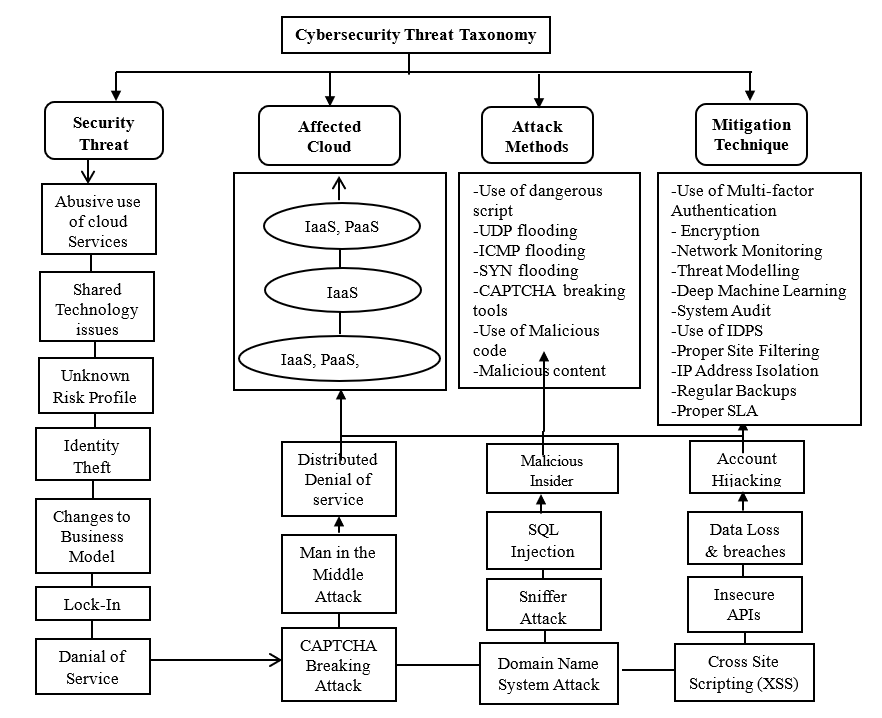 Cybersecurity Threat Taxonomy
Security
Threat
Affected
Cloud
Attack
Methods
Mitigation
Technique
Abusive use
of cloud
Services
Shared
Technology
issues
Unknown
Risk Profile
Identity
Theft
Changes to
Business
Model
Lock-In
Danial of
Service
IaaS, PaaS
IaaS
IaaS, PaaS,
-Use of dangerous
script
-UDP flooding
-ICMP flooding
-SYN flooding
-CAPTCHA breaking
tools
-Use of Malicious
code
-Malicious content
-Use of Multi-factor
Authentication
- Encryption
-Network Monitoring
-Threat Modelling
-Deep Machine Learning
-System Audit
-Use of IDPS
-Proper Site Filtering
-IP Address Isolation
-Regular Backups
-Proper SLA
Distributed
Denial of
service
Man in the
Middle
Attack
CAPTCHA
Breaking
Attack
Malicious
Insider
SQL
Injection
Sniffer
Attack
Domain Name
System Attack
Account
Hijacking
Data Loss
& breaches
Insecure
APIs
Cross Site
Scripting (XSS)